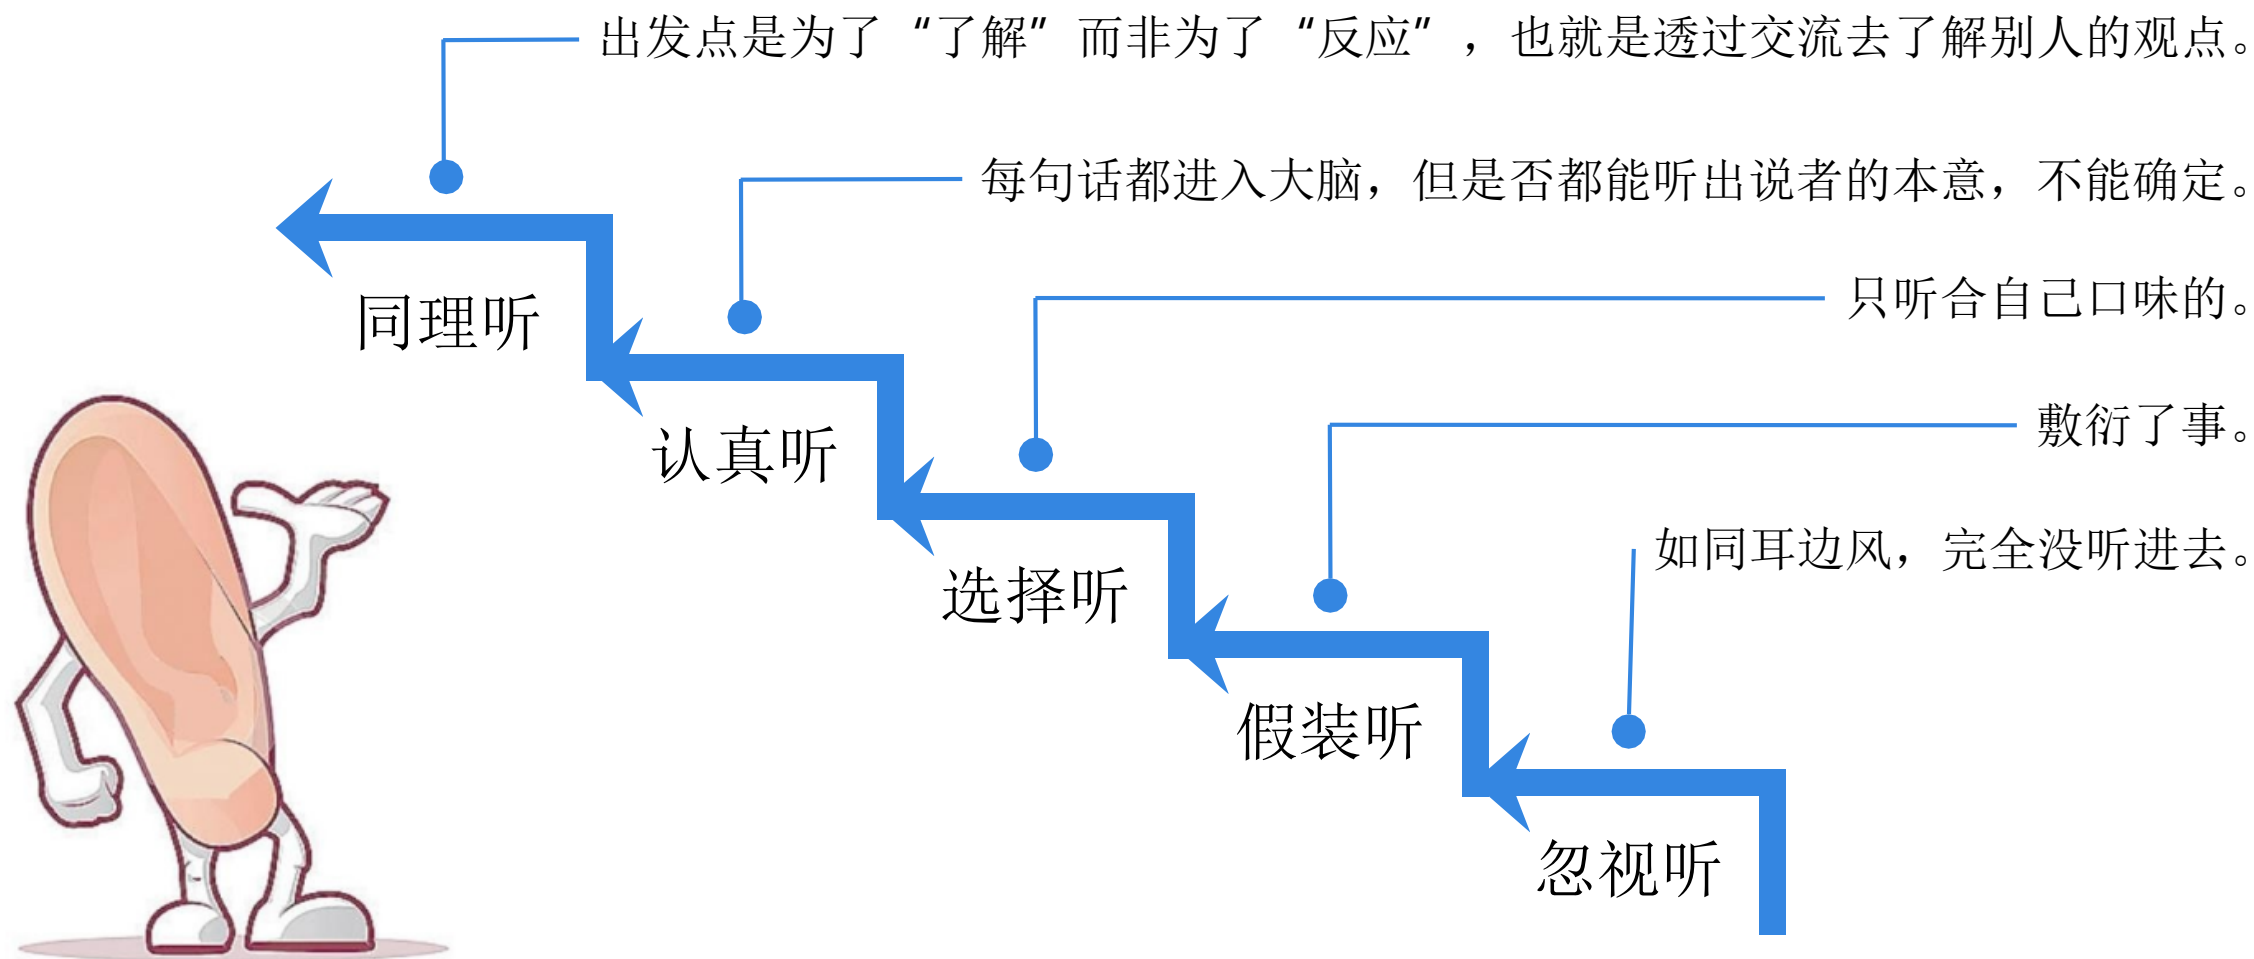 出发点是为了“了解”而非为了“反应”，也就是透过交流去了解别人的观点。
每句话都进入大脑，但是否都能听出说者的本意，不能确定。
只听合自己口味的。
同理听
敷衍了事。
认真听
如同耳边风，完全没听进去。
选择听
假装听
忽视听